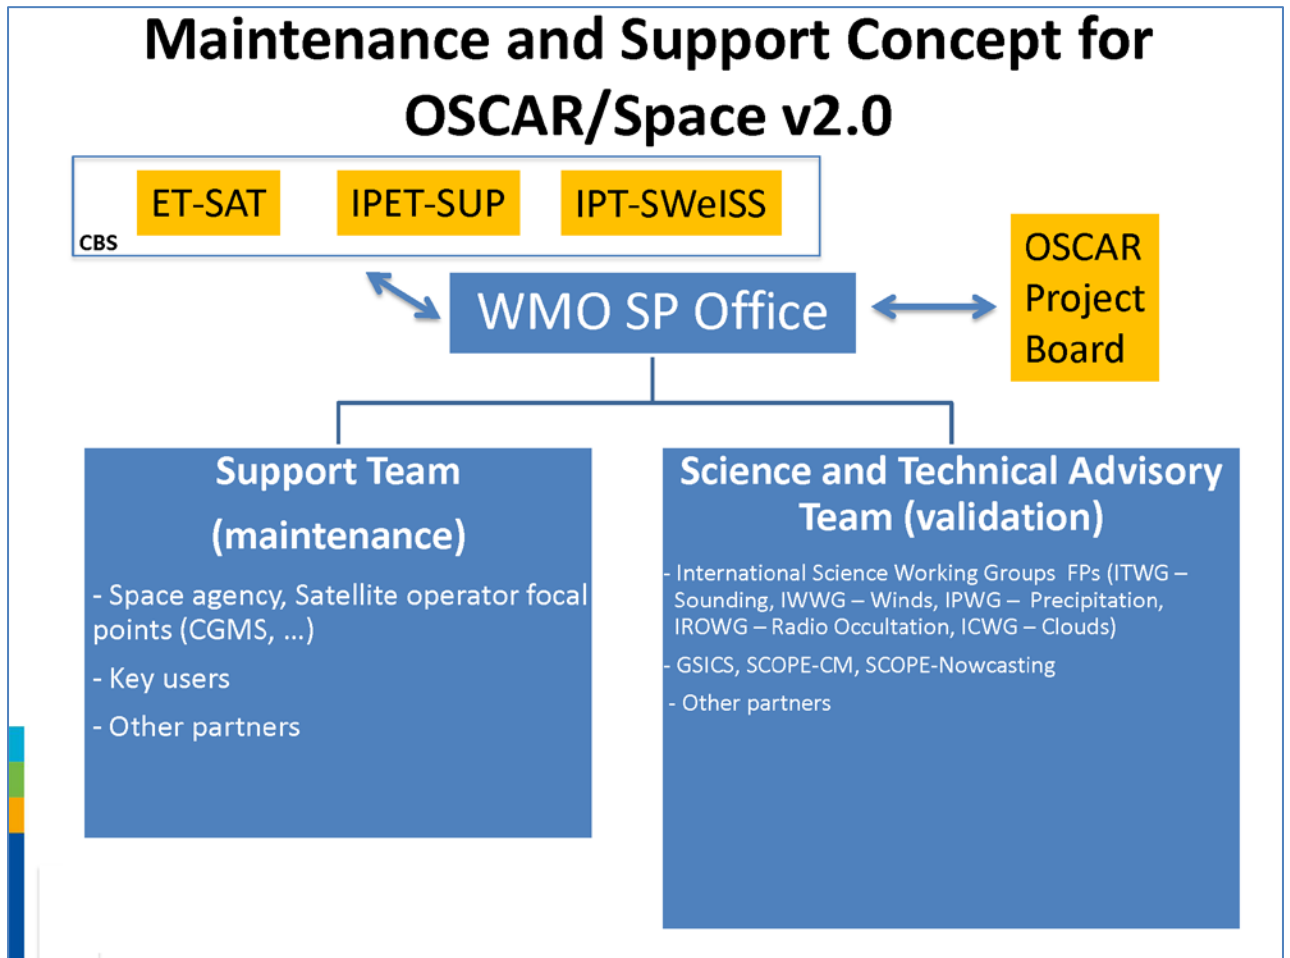 Maintenance and Support Concept for
OSCAR/Space v2.0
ET-SAT
IPET-SUP
IPT-SWeISS
CBS
OSCAR
Project
Board
WMO SP Office
Support Team
(maintenance)
- Space agency, Satellite operator focal
points (CGMS, ...)
- Key users
- Other partners
Science and Technical Advisory
Team (validation)
- International Science Working Groups FPs (ITWG –
Sounding, IWWG – Winds, IPWG – Precipitation,
IROWG – Radio Occultation, ICWG – Clouds)
- GSICS, SCOPE-CM, SCOPE-Nowcasting
- Other partners